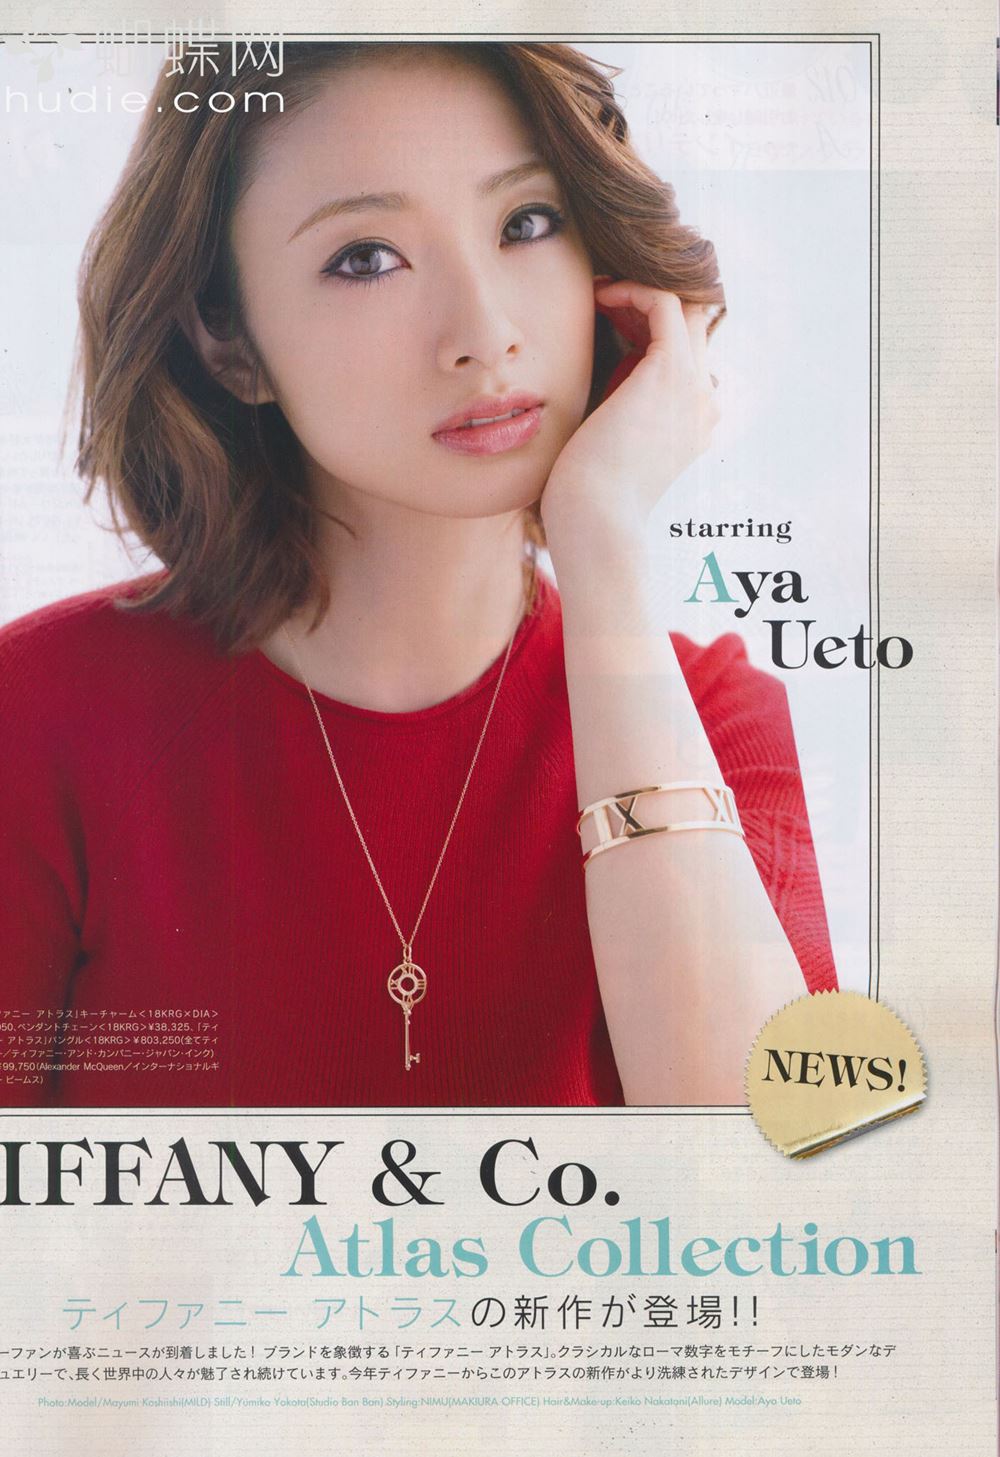 蝴蝶网
hudie.com
starring
Aya
Ueto
ァニー アトラス」キーチャーム<18KRG×DIA>
050、ペンダントチェーン<18KRG>¥38,325、「ティ
ー アトラス」バングル<18KRG>¥803,250(全てティ
ー／ティファニー・アンド・カンパニー・ジャパン・インク)
¥99,750(Alexander McQueen／インターナショナルギ
ー ビームス)
NEWS!
IFFANY & Co.
Atlas Collection
ティファニー アトラスの新作が登場!!
ーファンが喜ぶニュースが到着しました！ ブランドを象徴する「ティファニー アトラス」。クラシカルなローマ数字をモチーフにしたモダンなデ
ュエリーで、長く世界中の人々が魅了され続けています。今年ティファニーからこのアトラスの新作がより洗練されたデザインで登場！
Photo:Model/Mayumi Koshiishi(MILD) Still/Yumiko Yokota(Studio Ban Ban) Styling:NIMU(MAKIURA OFFICE) Hair&Make-up:Keiko Nakatani(Allure) Model:Aya Ueto